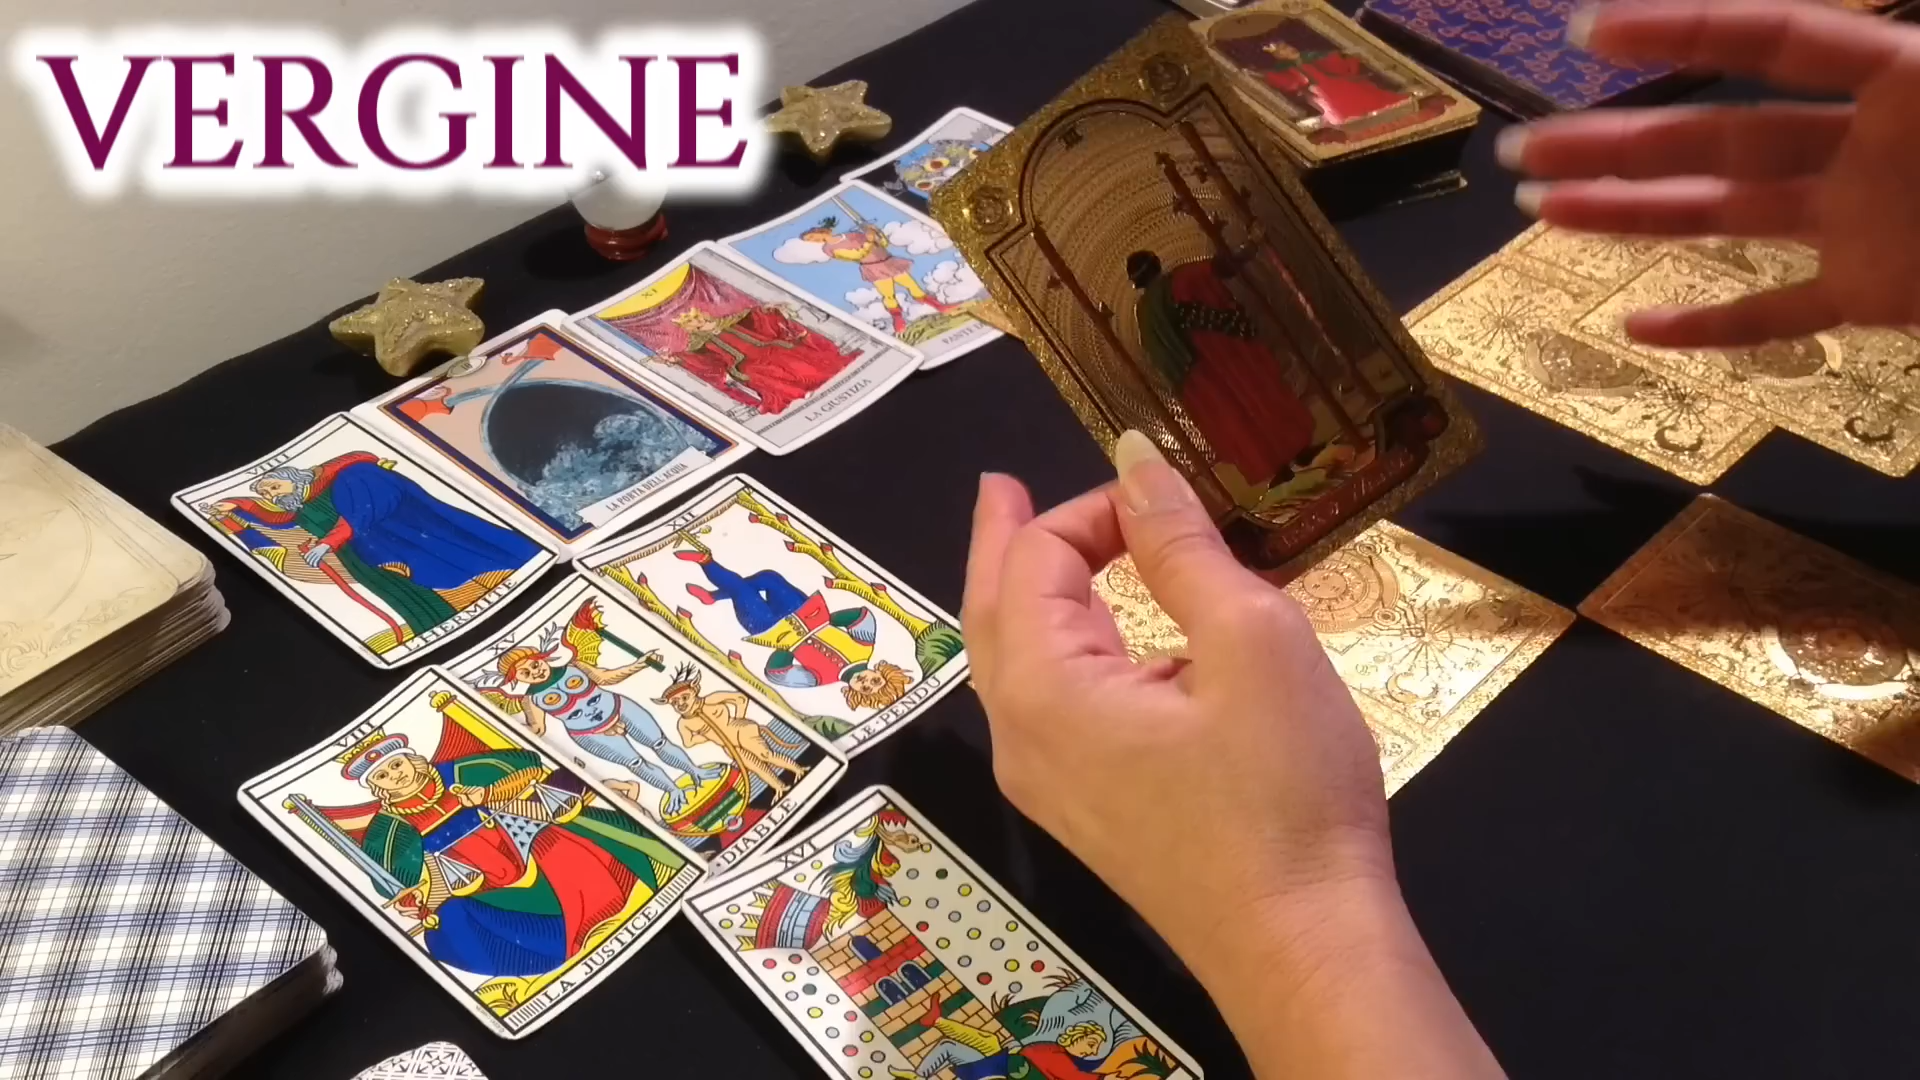 VERGINE
XI
LA GIUSTIZIA
LA PORTA DELL'ACQUA
VIIII
L'HERMITE
XII
LE·PENDU
XV
·DIABLE
VIII
LA JUSTICE
XVI
III